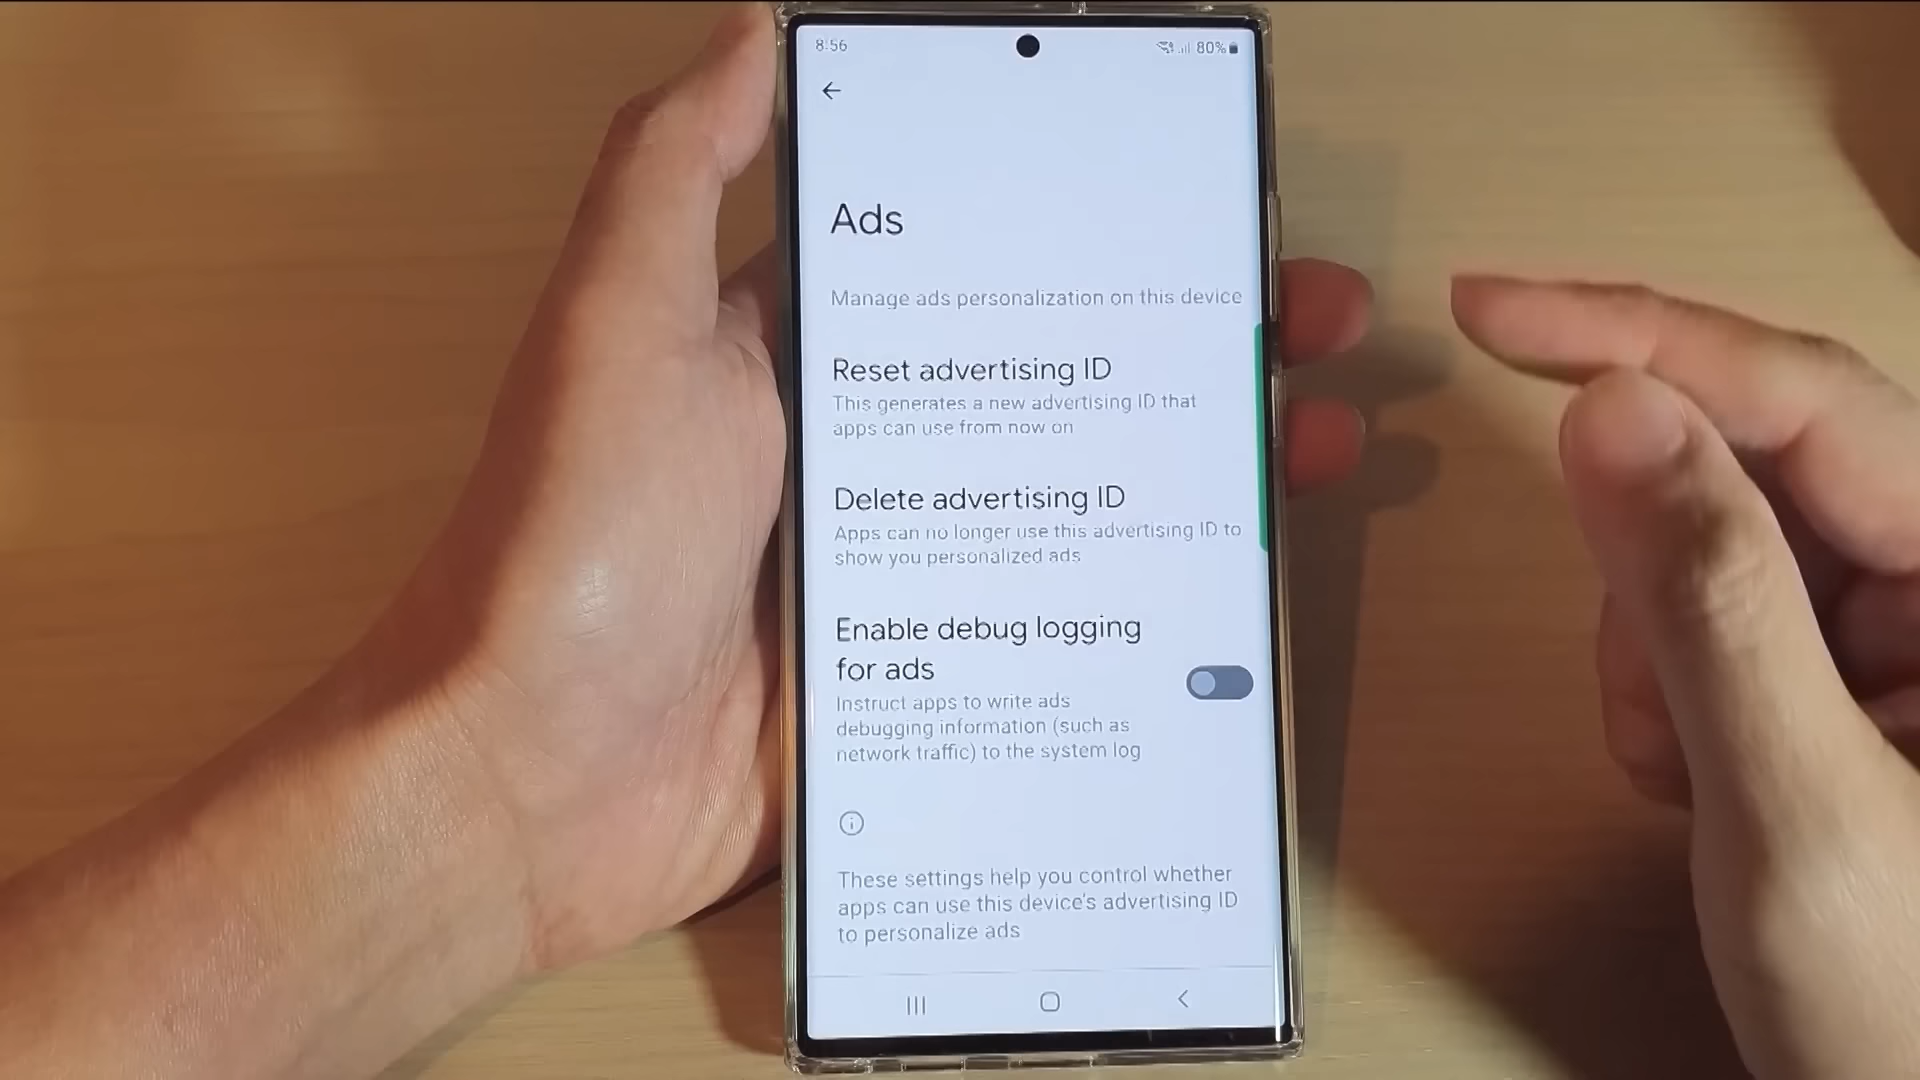 8:56
80%
Ads
Manage ads personalization on this device
Reset advertising ID
This generates a new advertising ID that
apps can use from now on
Delete advertising ID
Apps can no longer use this advertising ID to
show you personalized ads
Enable debug logging
for ads
Instruct apps to write ads
debugging information (such as
network traffic) to the system log
These settings help you control whether
apps can use this device's advertising ID
to personalize ads